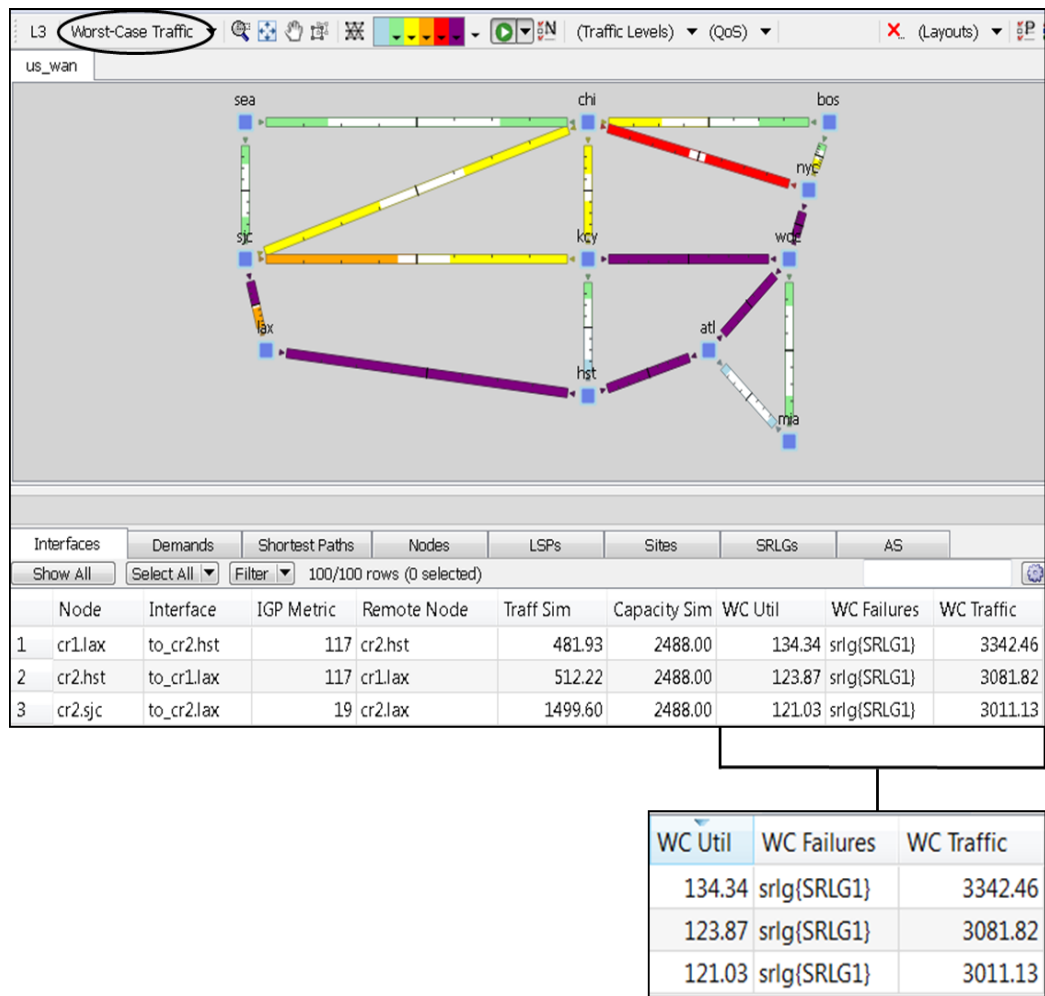 L3 Worst-Case Traffic N (Traffic Levels) (QoS) X... (Layouts) P
us_wan
sea chi bos
nyc
sjc kcy wdc
lax atl
hst
mia
Interfaces Demands Shortest Paths Nodes LSPs Sites SRLGs AS
Show All Select All Filter 100/100 rows (0 selected)
Node Interface IGP Metric Remote Node Traff Sim Capacity Sim WC Util WC Failures WC Traffic
1 cr1.lax to_cr2.hst 117 cr2.hst 481.93 2488.00 134.34 srlg{SRLG1} 3342.46
2 cr2.hst to_cr1.lax 117 cr1.lax 512.22 2488.00 123.87 srlg{SRLG1} 3081.82
3 cr2.sjc to_cr2.lax 19 cr2.lax 1499.60 2488.00 121.03 srlg{SRLG1} 3011.13
WC Util WC Failures WC Traffic
134.34 srlg{SRLG1} 3342.46
123.87 srlg{SRLG1} 3081.82
121.03 srlg{SRLG1} 3011.13